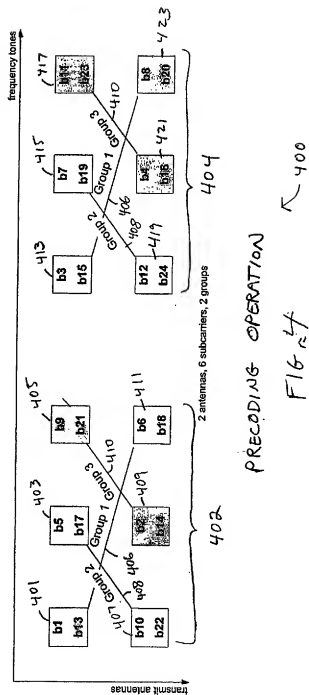 frequency tones
transmit antennas
401
b1
b13
403
b5
b17
405
b9
b21
Group 2
Group 1
Group 3
406
408
410
407
b10
b22
409
b2
b14
411
b6
b18
402
413
b3
b15
415
b7
b19
417
b11
b23
Group 2
Group 1
Group 3
406
408
410
419
b12
b24
421
b4
b16
423
b8
b20
404
2 antennas, 6 subcarriers, 2 groups
PRECODING OPERATION
400
FIG. 4